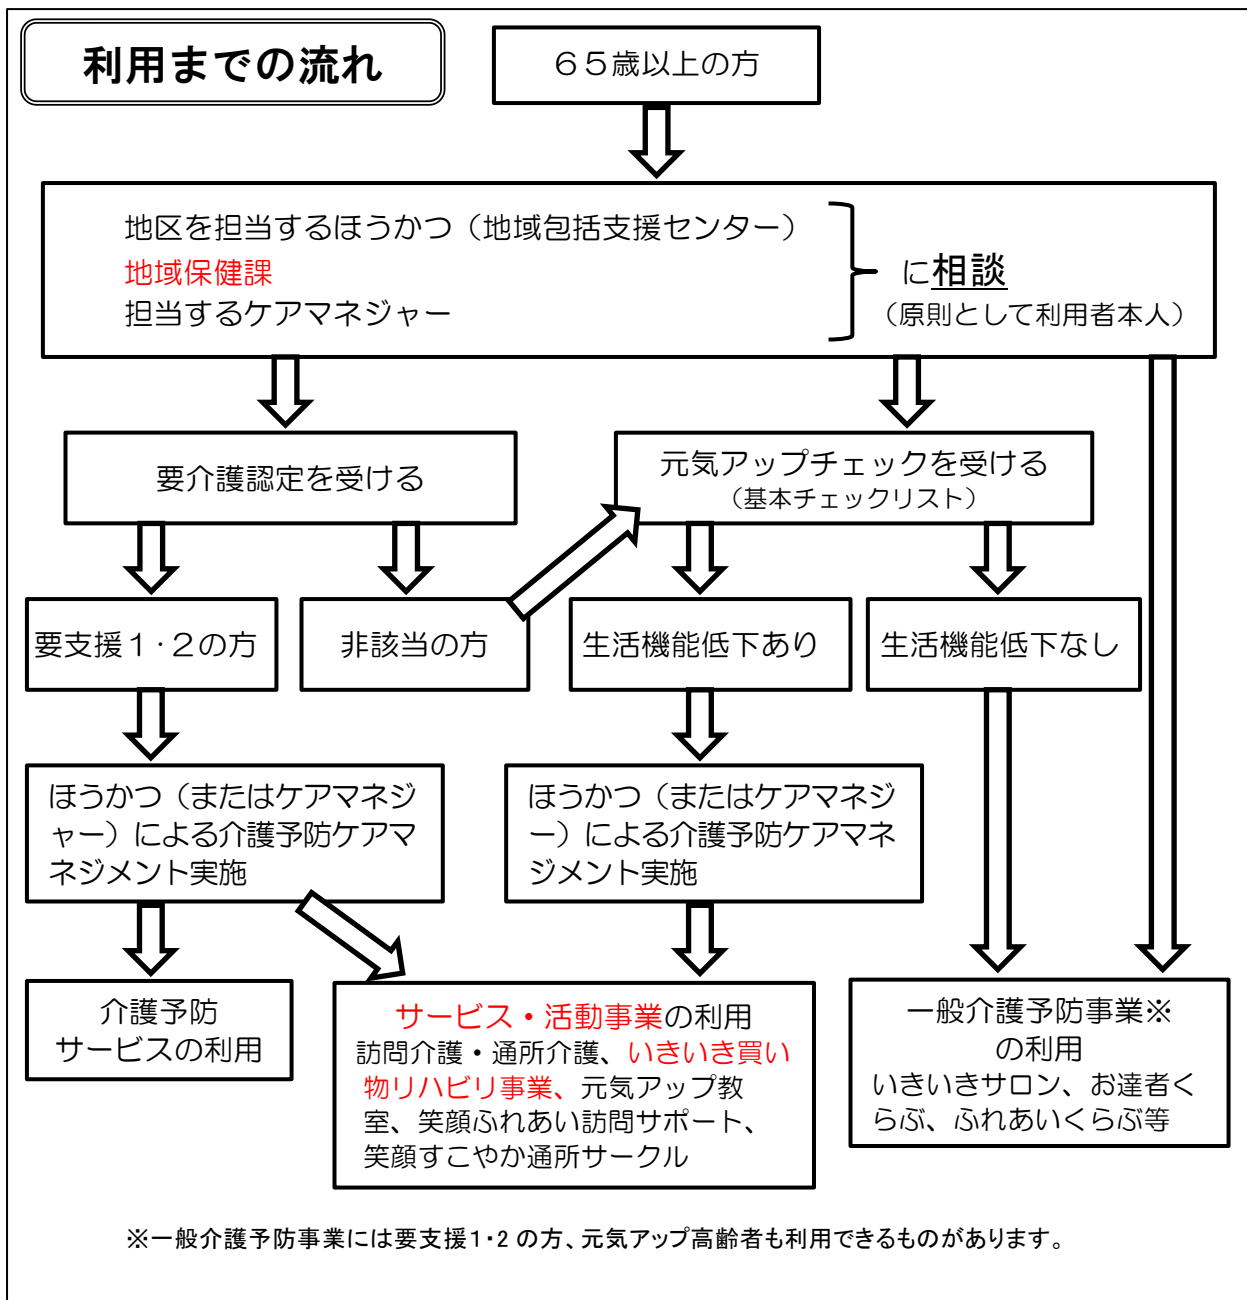 利用までの流れ
６５歳以上の方
地区を担当するほうかつ（地域包括支援センター）
地域保健課
担当するケアマネジャー
に相談
（原則として利用者本人）
要介護認定を受ける
元気アップチェックを受ける
（基本チェックリスト）
要支援１・２の方
非該当の方
生活機能低下あり
生活機能低下なし
ほうかつ（またはケアマネジ
ャー）による介護予防ケアマ
ネジメント実施
ほうかつ（またはケアマネジ
ー）による介護予防ケアマネ
ジメント実施
介護予防
サービスの利用
サービス・活動事業の利用
訪問介護・通所介護、いきいき買い
物リハビリ事業、元気アップ教
室、笑顔ふれあい訪問サポート、
笑顔すこやか通所サークル
一般介護予防事業※
の利用
いきいきサロン、お達者く
らぶ、ふれあいくらぶ等
※一般介護予防事業には要支援1・2 の方、元気アップ高齢者も利用できるものがあります。